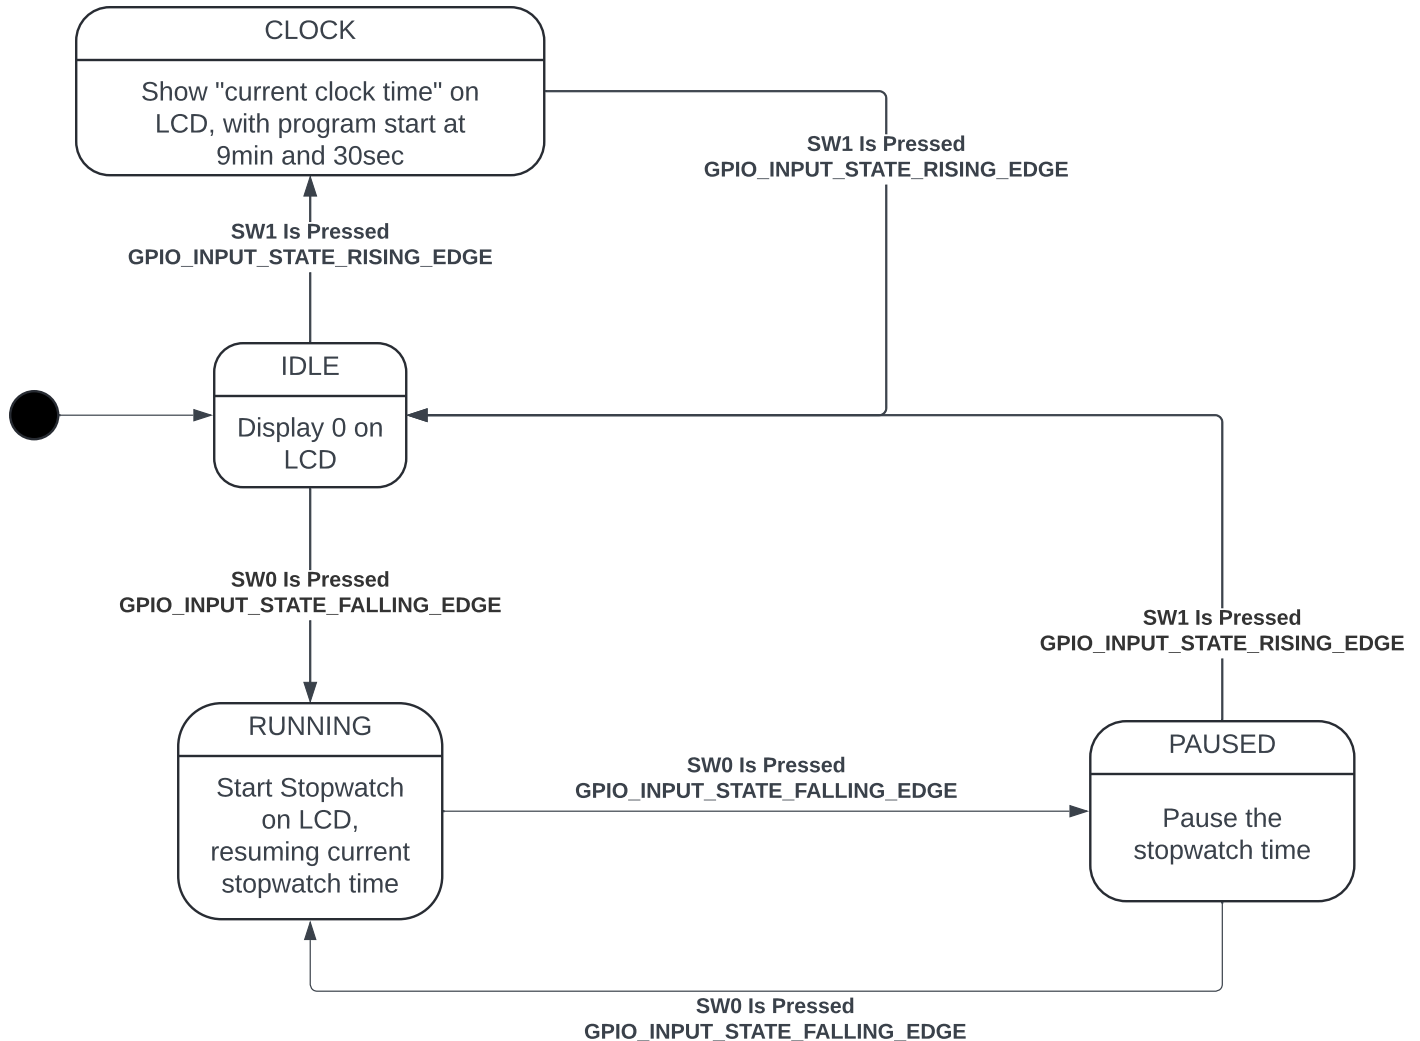 CLOCK
Show "current clock time" on
LCD, with program start at
9min and 30sec
SW1 Is Pressed
GPIO_INPUT_STATE_RISING_EDGE
SW1 Is Pressed
GPIO_INPUT_STATE_RISING_EDGE
IDLE
Display 0 on
LCD
SW0 Is Pressed
GPIO_INPUT_STATE_FALLING_EDGE
SW1 Is Pressed
GPIO_INPUT_STATE_RISING_EDGE
RUNNING
Start Stopwatch
on LCD,
resuming current
stopwatch time
SW0 Is Pressed
GPIO_INPUT_STATE_FALLING_EDGE
PAUSED
Pause the
stopwatch time
SW0 Is Pressed
GPIO_INPUT_STATE_FALLING_EDGE